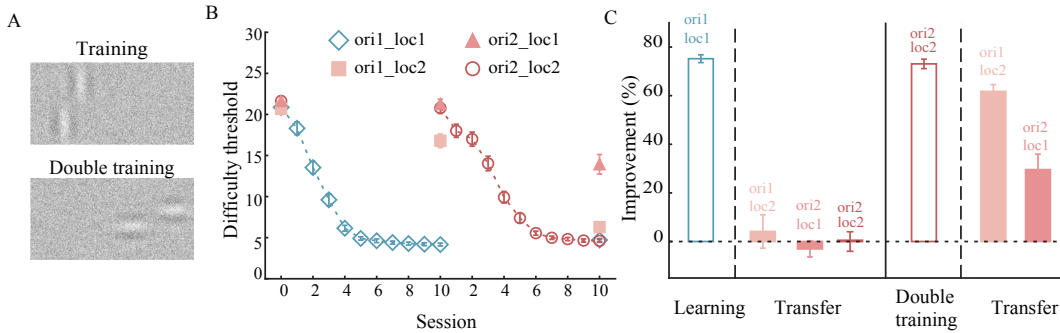 A
Training
Double training
B
Difficulty threshold
30
25
20
15
10
5
0
ori1_loc1
ori2_loc1
ori1_loc2
ori2_loc2
0 2 4 6 8 10 2 4 6 8 10
Session
C
Improvement (%)
80
60
40
20
0
ori1
loc1
ori1
loc2
ori2
loc1
ori2
loc2
ori2
loc2
ori1
loc2
ori2
loc1
Learning
Transfer
Double
training
Transfer